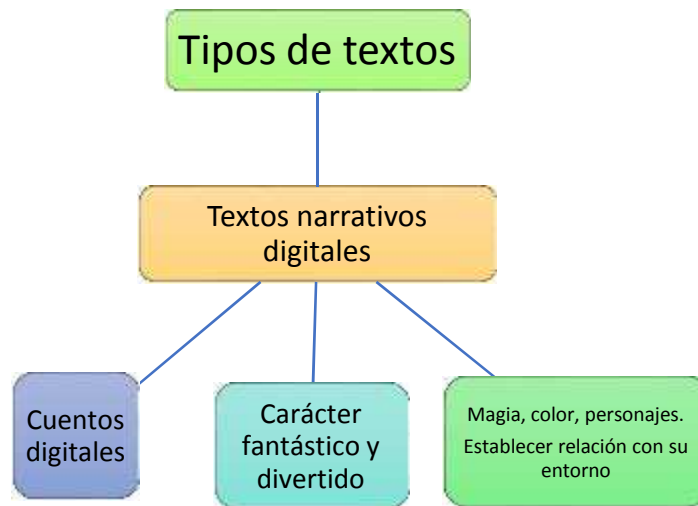 Tipos de textos
Textos narrativos
digitales
Cuentos
digitales
Carácter
fantástico y
divertido
Magia, color, personajes.
Establecer relación con su
entorno